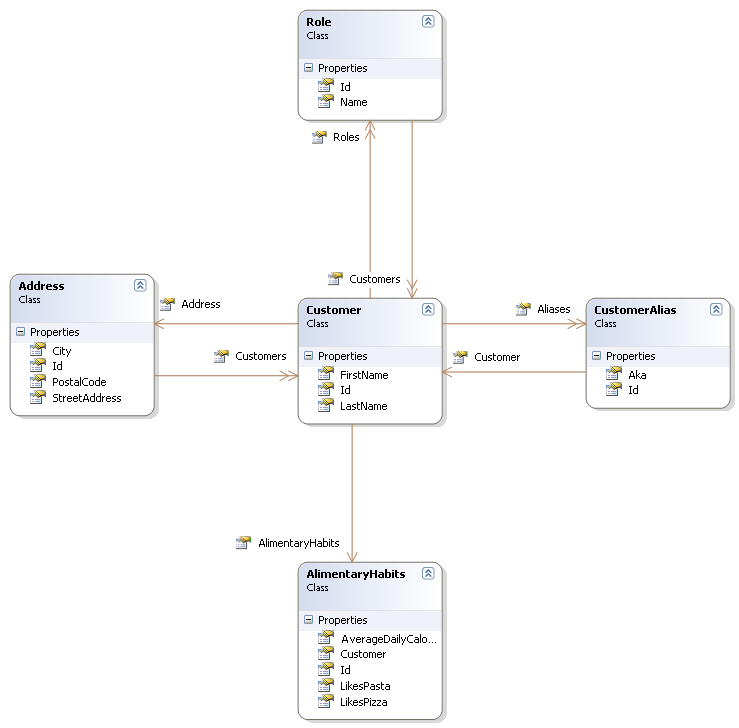 Role
Class
Properties
Id
Name
Roles
Customers
Address
Class
Properties
City
Id
PostalCode
StreetAddress
Address
Customers
Customer
Class
Properties
FirstName
Id
LastName
Aliases
Customer
CustomerAlias
Class
Properties
Aka
Id
AlimentaryHabits
AlimentaryHabits
Class
Properties
AverageDailyCalo...
Customer
Id
LikesPasta
LikesPizza